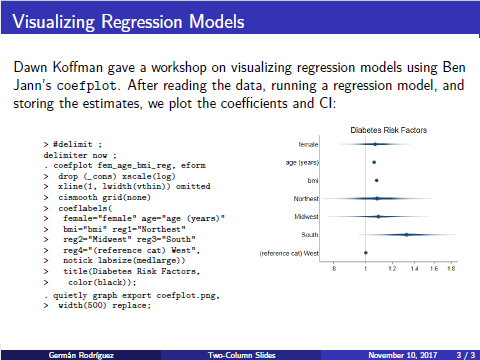 Visualizing Regression Models
Dawn Koffman gave a workshop on visualizing regression models using Ben
Jann's coefplot. After reading the data, running a regression model, and
storing the estimates, we plot the coefficients and CI:
> #delimit ;
delimiter now ;
. coefplot fem_age_bmi_reg, eform
> drop (_cons) xscale(log)
> xline(1, lwidth(vthin)) omitted
> cismooth grid(none)
> coeflabels(
> female="female" age="age (years)"
> bmi="bmi" reg1="Northest"
> reg2="Midwest" reg3="South"
> reg4="(reference cat) West",
> notick labsize(medlarge))
> title(Diabetes Risk Factors,
> color(black));
. quietly graph export coefplot.png,
> width(500) replace;
Diabetes Risk Factors
female
age (years)
bmi
Northest
Midwest
South
(reference cat) West
.8 1 1.2 1.4 1.6 1.8
Germán Rodríguez Two-Column Slides November 10, 2017 3 / 3